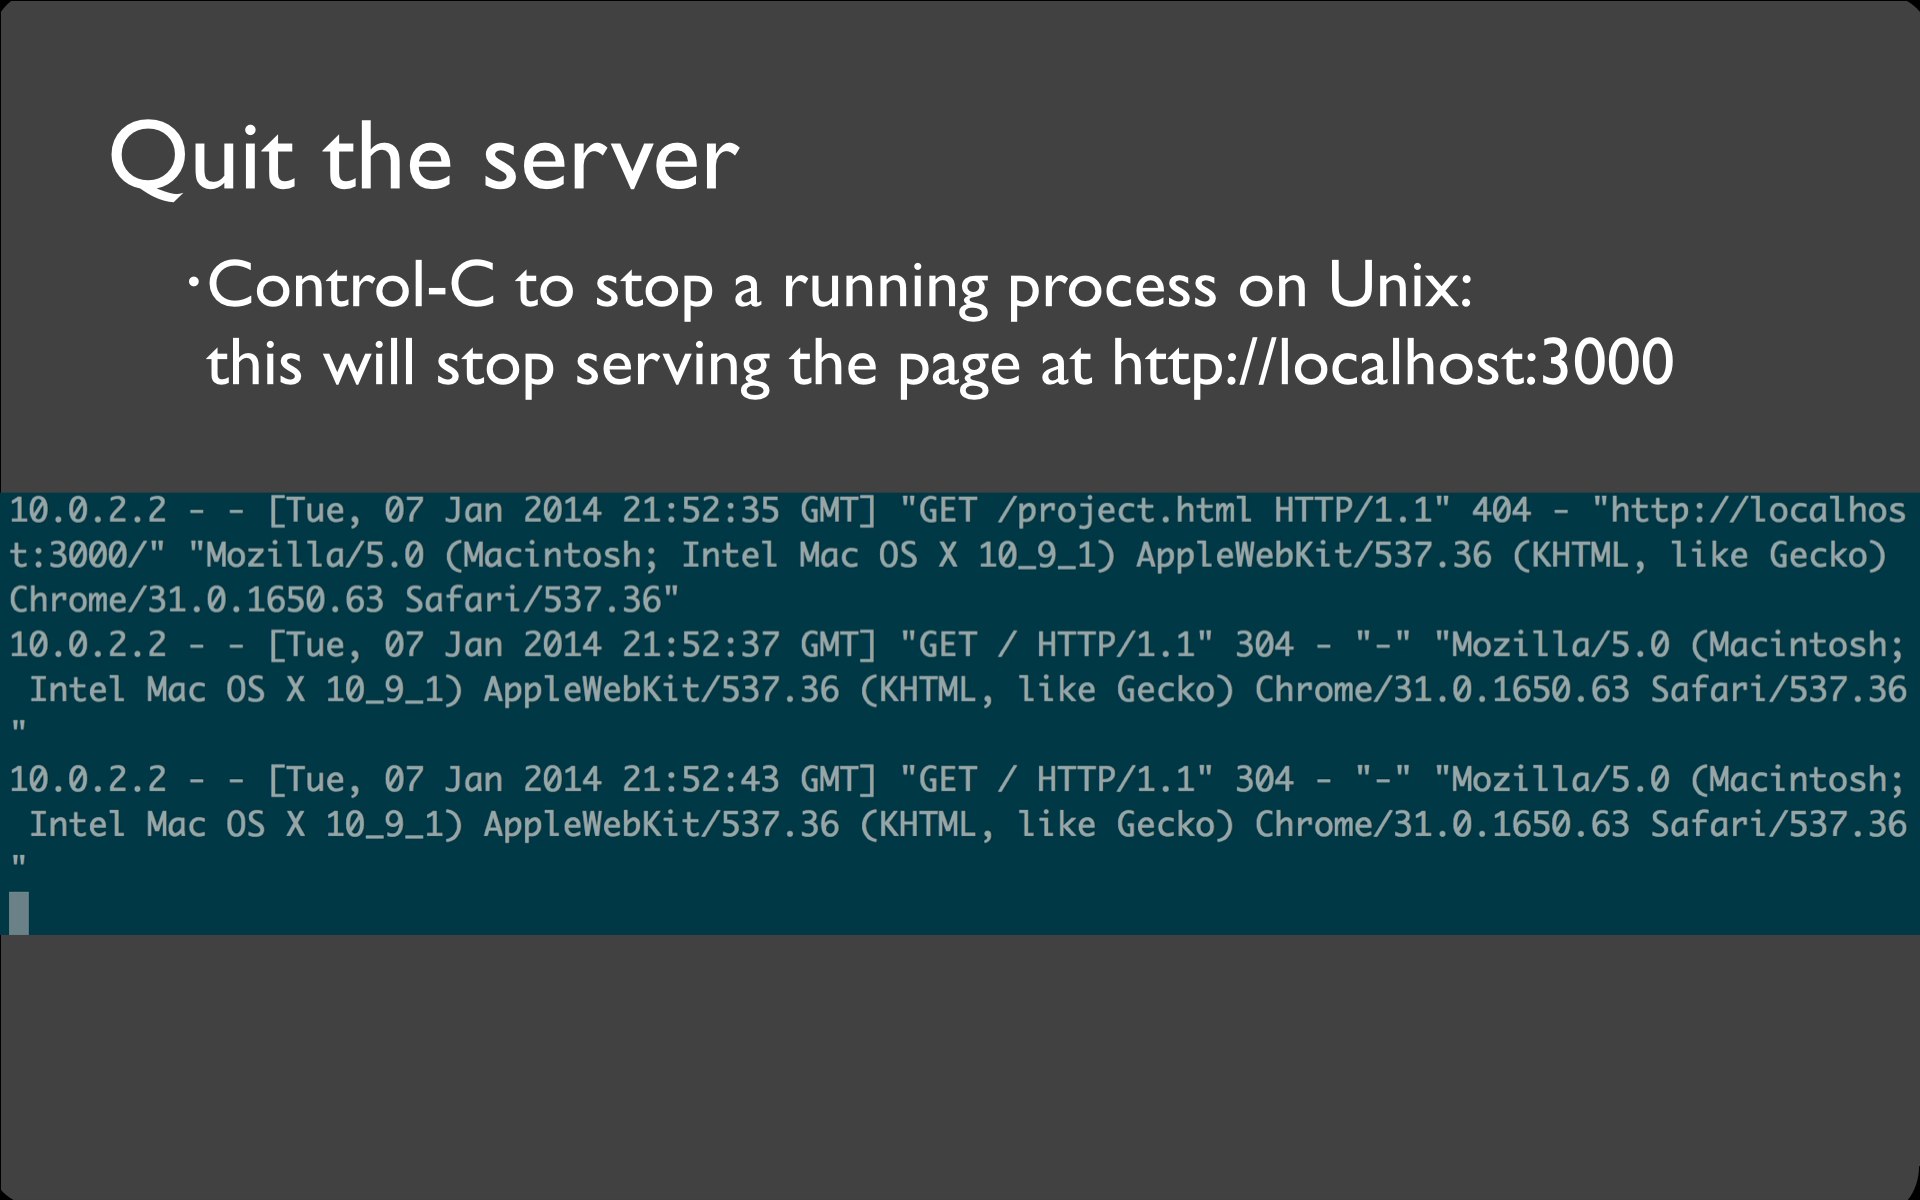 Quit the server
•Control-C to stop a running process on Unix:
this will stop serving the page at http://localhost:3000
10.0.2.2 - - [Tue, 07 Jan 2014 21:52:35 GMT] "GET /project.html HTTP/1.1" 404 - "http://localhos
t:3000/" "Mozilla/5.0 (Macintosh; Intel Mac OS X 10_9_1) AppleWebKit/537.36 (KHTML, like Gecko)
Chrome/31.0.1650.63 Safari/537.36"
10.0.2.2 - - [Tue, 07 Jan 2014 21:52:37 GMT] "GET / HTTP/1.1" 304 - "-" "Mozilla/5.0 (Macintosh;
 Intel Mac OS X 10_9_1) AppleWebKit/537.36 (KHTML, like Gecko) Chrome/31.0.1650.63 Safari/537.36
"
10.0.2.2 - - [Tue, 07 Jan 2014 21:52:43 GMT] "GET / HTTP/1.1" 304 - "-" "Mozilla/5.0 (Macintosh;
 Intel Mac OS X 10_9_1) AppleWebKit/537.36 (KHTML, like Gecko) Chrome/31.0.1650.63 Safari/537.36
"